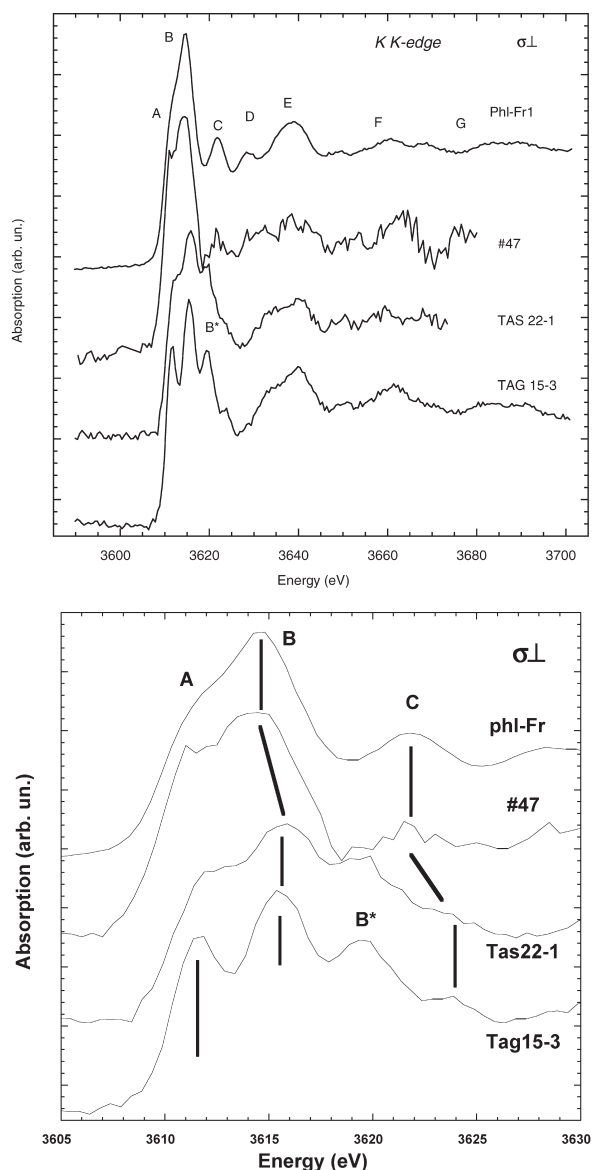 B
K K-edge
σ⊥
A
C
D
E
F
G
Phl-Fr1
#47
B*
TAS 22-1
TAG 15-3
Absorption (arb. un.)
3600
3620
3640
3660
3680
3700
Energy (eV)
σ⊥
B
A
C
phl-Fr
#47
B*
Tas22-1
Tag15-3
Absorption (arb. un.)
3605
3610
3615
3620
3625
3630
Energy (eV)